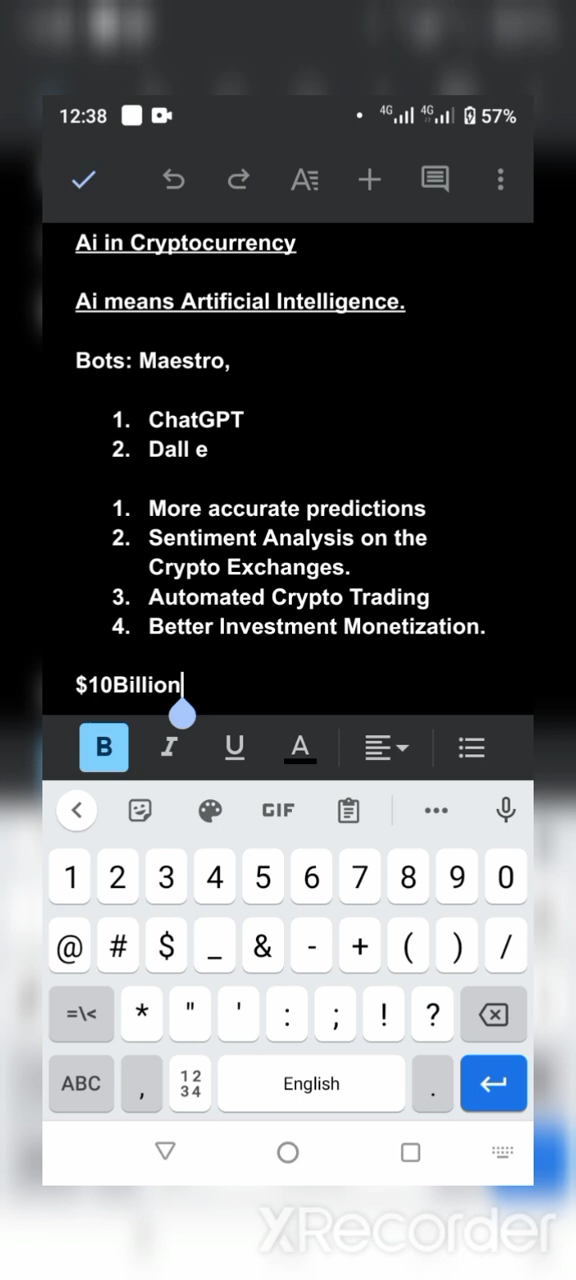 12:38
4G 4G 57%
Ai in Cryptocurrency
Ai means Artificial Intelligence.
Bots: Maestro,
1. ChatGPT
2. Dall e
1. More accurate predictions
2. Sentiment Analysis on the
Crypto Exchanges.
3. Automated Crypto Trading
4. Better Investment Monetization.
$10Billion
B I U A
GIF
1 2 3 4 5 6 7 8 9 0
@ # $ _ & - + ( ) /
=\< * " ' : ; ! ?
ABC , 12 English .
34
XRecorder